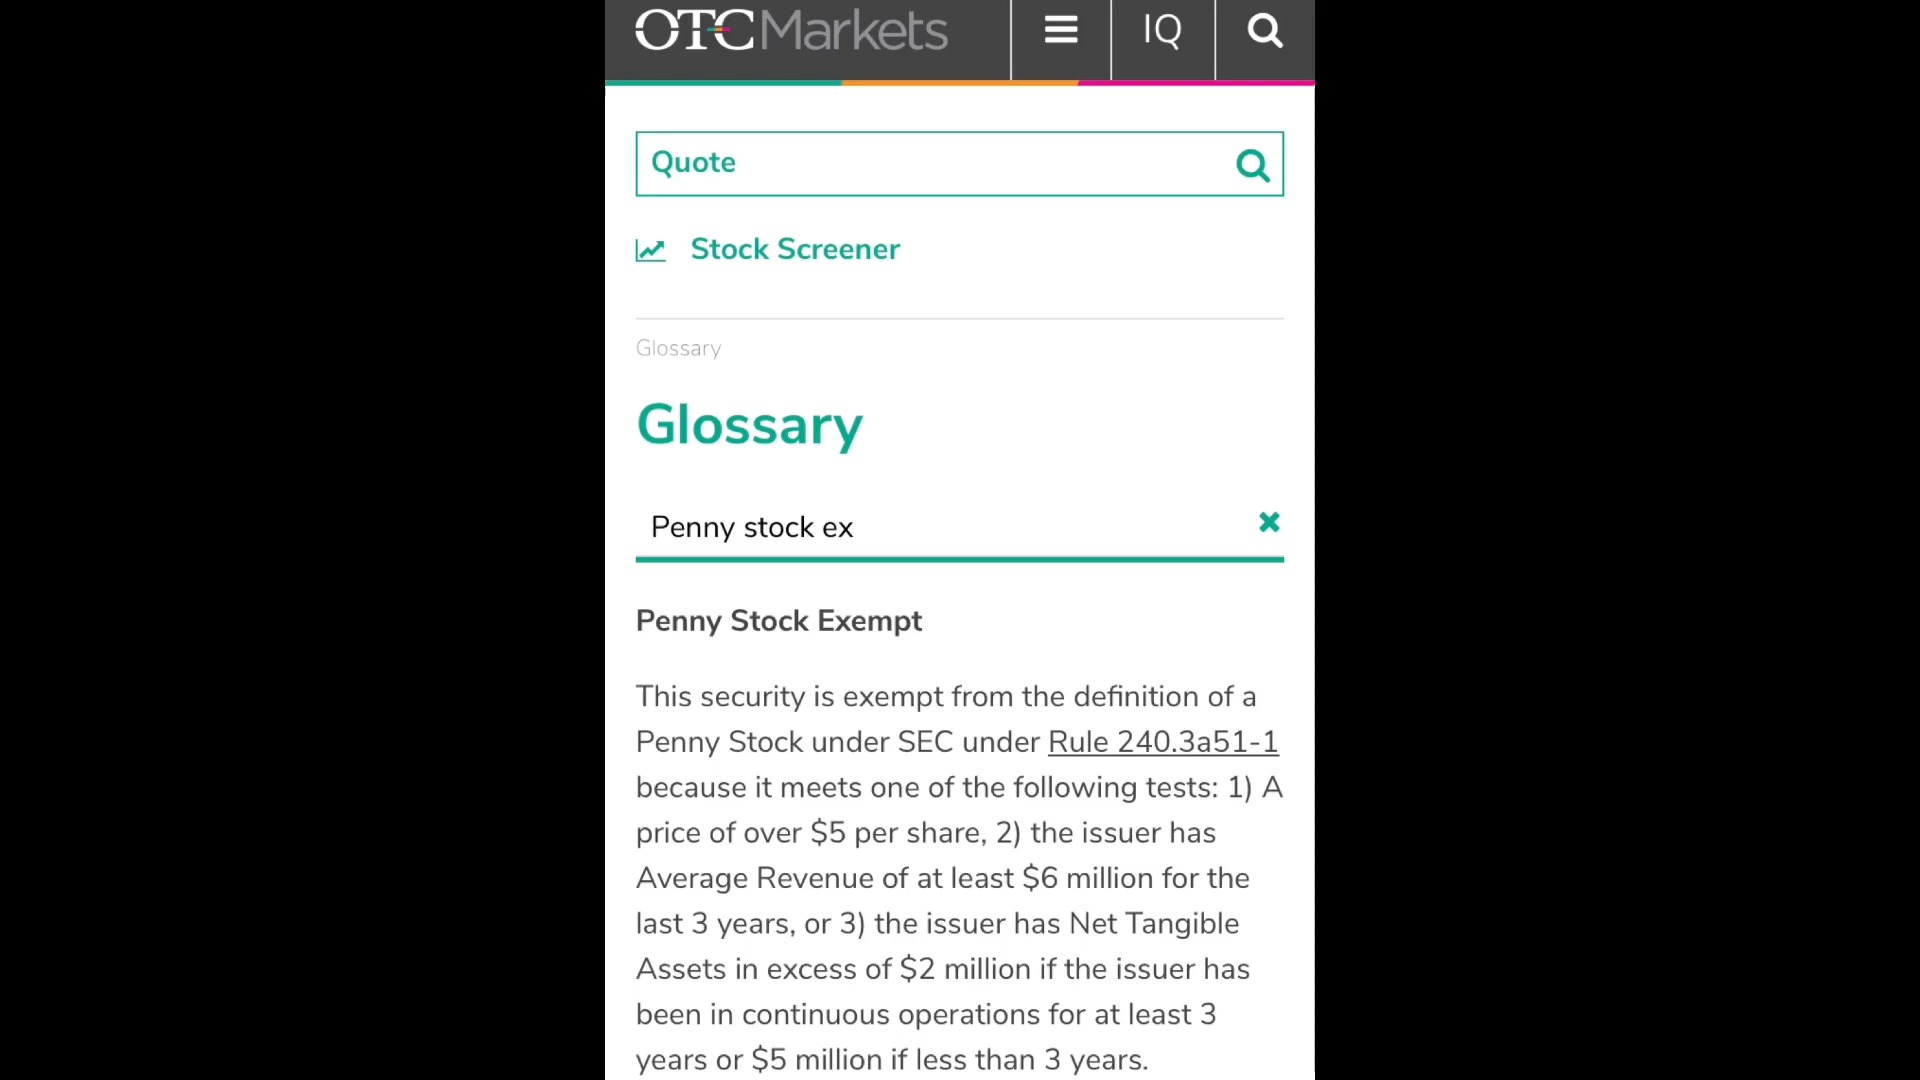 OTC Markets
IQ
Quote
Stock Screener
Glossary
Glossary
Penny stock ex
Penny Stock Exempt
This security is exempt from the definition of a
Penny Stock under SEC under Rule 240.3a51-1
because it meets one of the following tests: 1) A
price of over $5 per share, 2) the issuer has
Average Revenue of at least $6 million for the
last 3 years, or 3) the issuer has Net Tangible
Assets in excess of $2 million if the issuer has
been in continuous operations for at least 3
years or $5 million if less than 3 years.